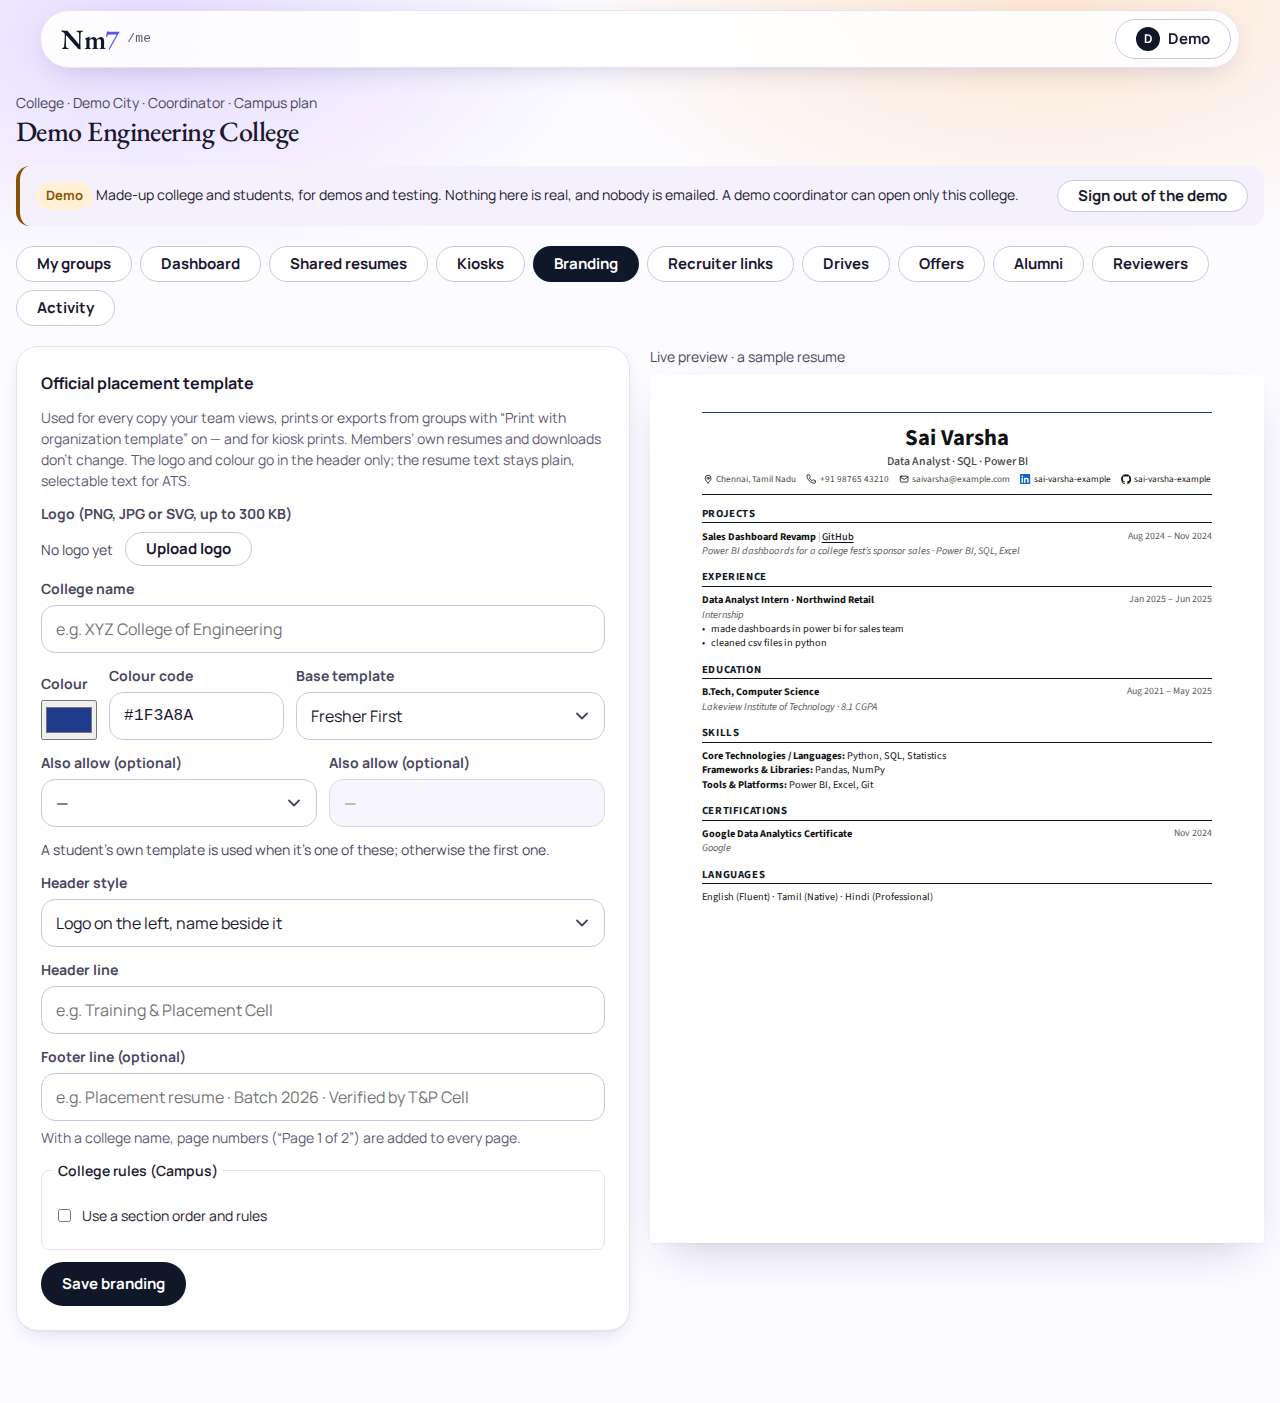 Nm7 /me
D Demo
College · Demo City · Coordinator · Campus plan
Demo Engineering College
Demo Made-up college and students, for demos and testing. Nothing here is real, and nobody is emailed. A demo coordinator can open only this college. Sign out of the demo
My groups Dashboard Shared resumes Kiosks Branding Recruiter links Drives Offers Alumni Reviewers
Activity
Official placement template
Used for every copy your team views, prints or exports from groups with “Print with
organization template” on — and for kiosk prints. Members’ own resumes and downloads
don’t change. The logo and colour go in the header only; the resume text stays plain,
selectable text for ATS.
Logo (PNG, JPG or SVG, up to 300 KB)
No logo yet Upload logo
College name
e.g. XYZ College of Engineering
Colour Colour code Base template
#1F3A8A Fresher First
Also allow (optional) Also allow (optional)
— —
A student’s own template is used when it’s one of these; otherwise the first one.
Header style
Logo on the left, name beside it
Header line
e.g. Training & Placement Cell
Footer line (optional)
e.g. Placement resume · Batch 2026 · Verified by T&P Cell
With a college name, page numbers (“Page 1 of 2”) are added to every page.
College rules (Campus)
Use a section order and rules
Save branding
Live preview · a sample resume
Sai Varsha
Data Analyst · SQL · Power BI
Chennai, Tamil Nadu +91 98765 43210 saivarsha@example.com sai-varsha-example sai-varsha-example
PROJECTS
Sales Dashboard Revamp | GitHub Aug 2024 – Nov 2024
Power BI dashboards for a college fest’s sponsor sales · Power BI, SQL, Excel
EXPERIENCE
Data Analyst Intern · Northwind Retail Jan 2025 – Jun 2025
Internship
• made dashboards in power bi for sales team
• cleaned csv files in python
EDUCATION
B.Tech, Computer Science Aug 2021 – May 2025
Lakeview Institute of Technology · 8.1 CGPA
SKILLS
Core Technologies / Languages: Python, SQL, Statistics
Frameworks & Libraries: Pandas, NumPy
Tools & Platforms: Power BI, Excel, Git
CERTIFICATIONS
Google Data Analytics Certificate Nov 2024
Google
LANGUAGES
English (Fluent) · Tamil (Native) · Hindi (Professional)